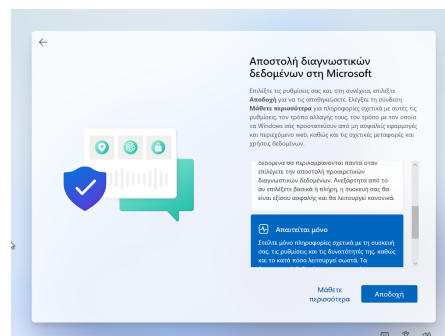 Αποστολή διαγνωστικών
δεδομένων στη Microsoft
Επιλέξτε τις ρυθμίσεις σας και, στη συνέχεια, επιλέξτε
Αποδοχή για να τις αποθηκεύσετε. Ελέγξτε τη σύνδεση
Μάθετε περισσότερα για πληροφορίες σχετικά με αυτές τις
ρυθμίσεις, τον τρόπο αλλαγής τους, τον τρόπο με τον οποίο
τα Windows σάς προστατεύουν από μη ασφαλείς εφαρμογές
και περιεχόμενο web, καθώς και τις σχετικές μεταφορές και
χρήσεις δεδομένων.
δεδομένα θα περιλαμβάνονται πάντα όταν
επιλέγετε την αποστολή προαιρετικών
διαγνωστικών δεδομένων. Ανεξάρτητα από το
αν επιλέξετε βασικά ή πλήρη, η συσκευή σας θα
είναι εξίσου ασφαλής και θα λειτουργεί κανονικά.
Απαιτείται μόνο
Στείλτε μόνο πληροφορίες σχετικά με τη συσκευή
σας, τις ρυθμίσεις και τις δυνατότητές της, καθώς
και το κατά πόσο λειτουργεί σωστά. Τα
Μάθετε
περισσότερα
Αποδοχή